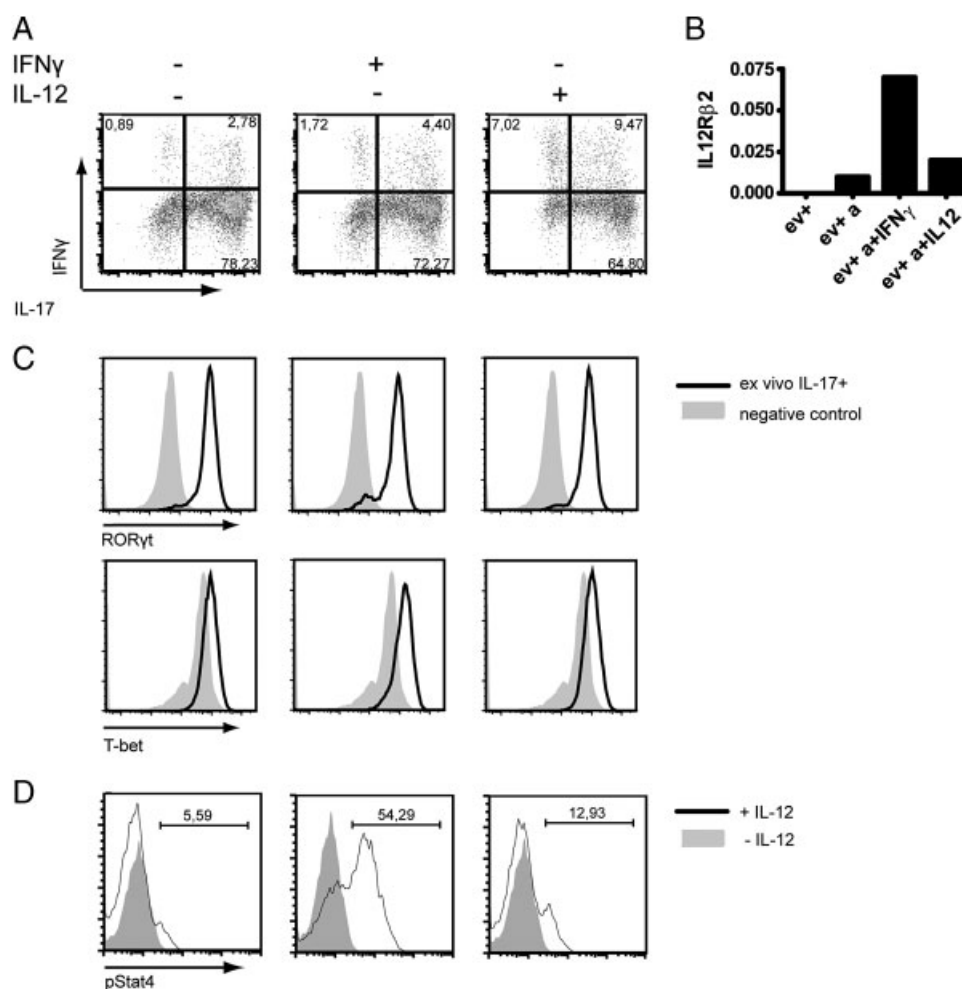 A
IFNγ - + -
IL-12 - - +
0,89 2,78
78,23
1,72 4,40
72,27
7,02 9,47
64,80
IFNγ
IL-17
B
IL12Rβ2
0.075
0.050
0.025
0.000
ev+
ev+ a
ev+ a+IFNγ
ev+ a+IL12
C
ex vivo IL-17+
negative control
RORγt
T-bet
D
5,59
54,29
12,93
+ IL-12
- IL-12
pStat4